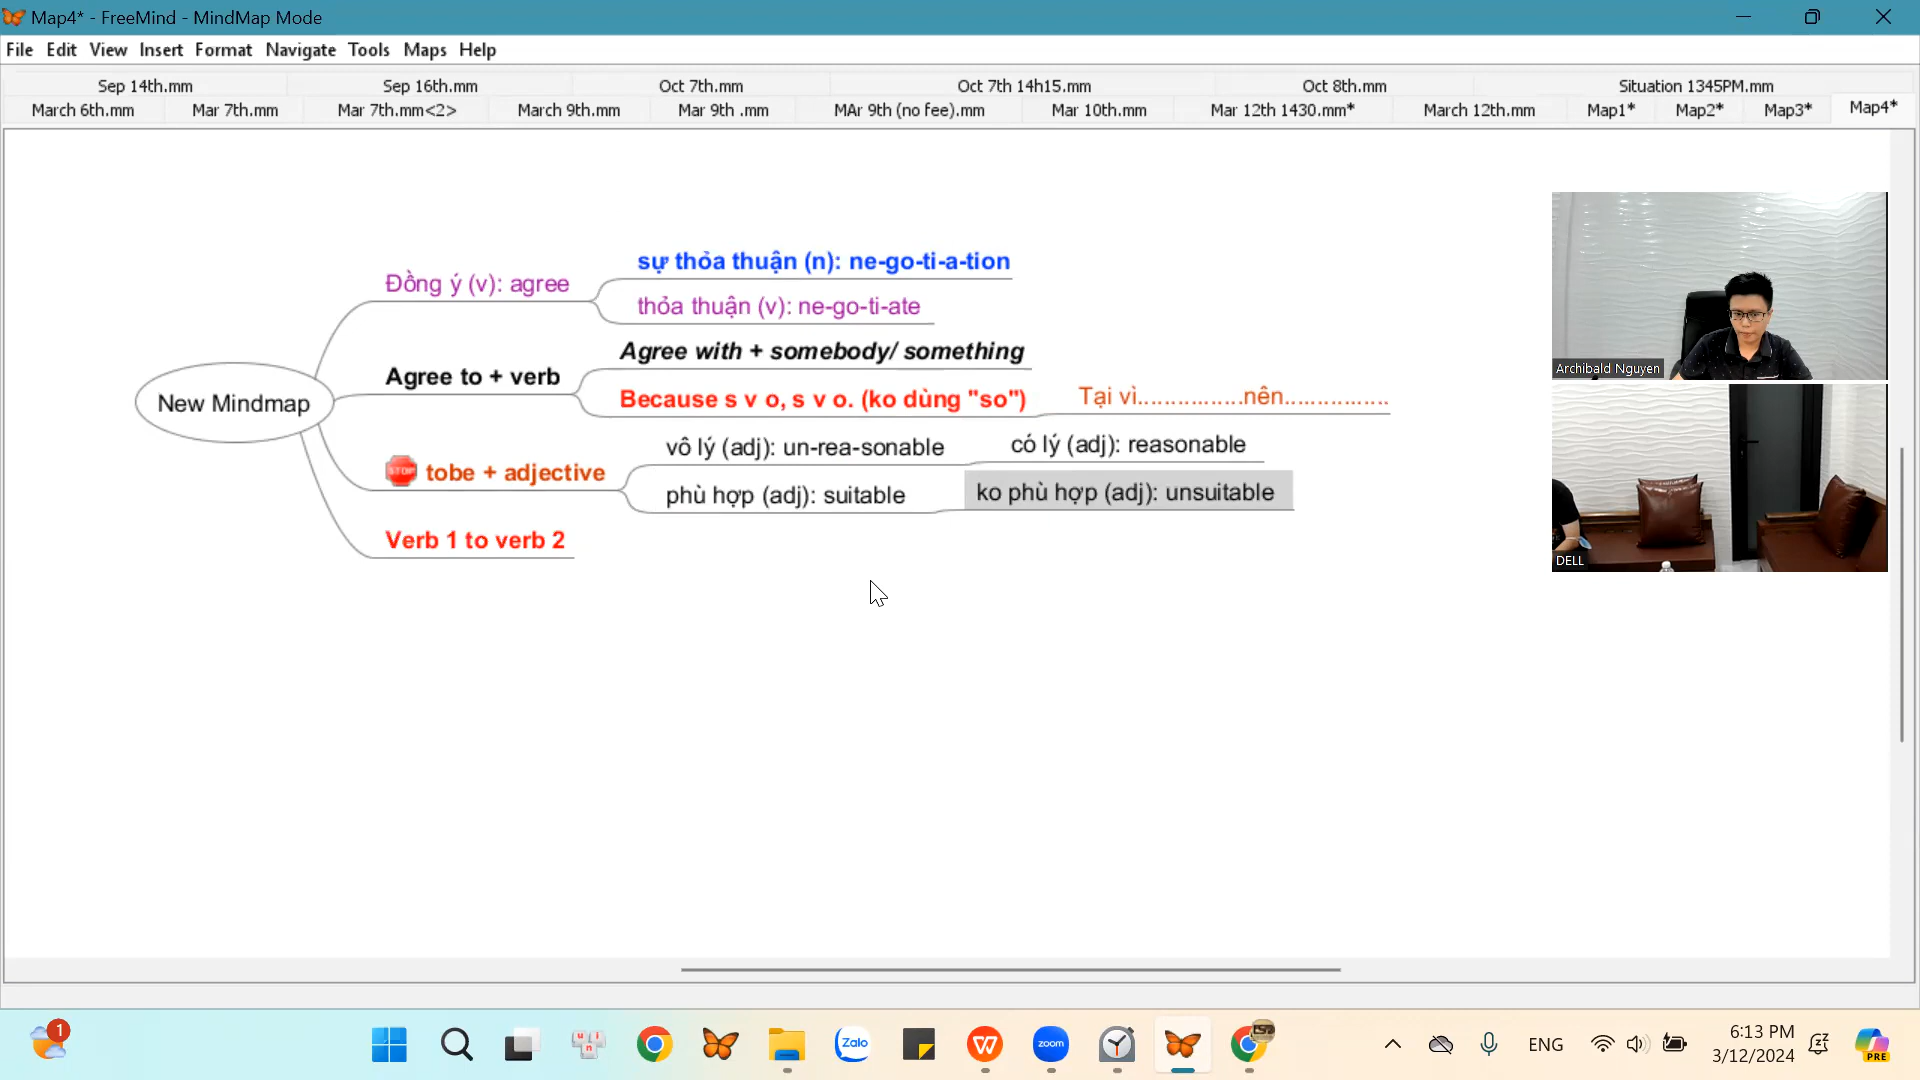 Map4* - FreeMind - MindMap Mode
File Edit View Insert Format Navigate Tools Maps Help
Sep 14th.mm Sep 16th.mm Oct 7th.mm Oct 7th 14h15.mm Oct 8th.mm Situation 1345PM.mm
March 6th.mm Mar 7th.mm Mar 7th.mm<2> March 9th.mm Mar 9th .mm MAr 9th (no fee).mm Mar 10th.mm Mar 12th 1430.mm* March 12th.mm Map1* Map2* Map3* Map4*
New Mindmap
Đồng ý (v): agree
sự thỏa thuận (n): ne-go-ti-a-tion
thỏa thuận (v): ne-go-ti-ate
Agree to + verb
Agree with + somebody/ something
Because s v o, s v o. (ko dùng "so")
Tại vì................nên................
STOP tobe + adjective
vô lý (adj): un-rea-sonable
có lý (adj): reasonable
phù hợp (adj): suitable
ko phù hợp (adj): unsuitable
Verb 1 to verb 2
Archibald Nguyen
DELL
1
u n i
Zalo
zoom
ENG
6:13 PM
3/12/2024
PRE